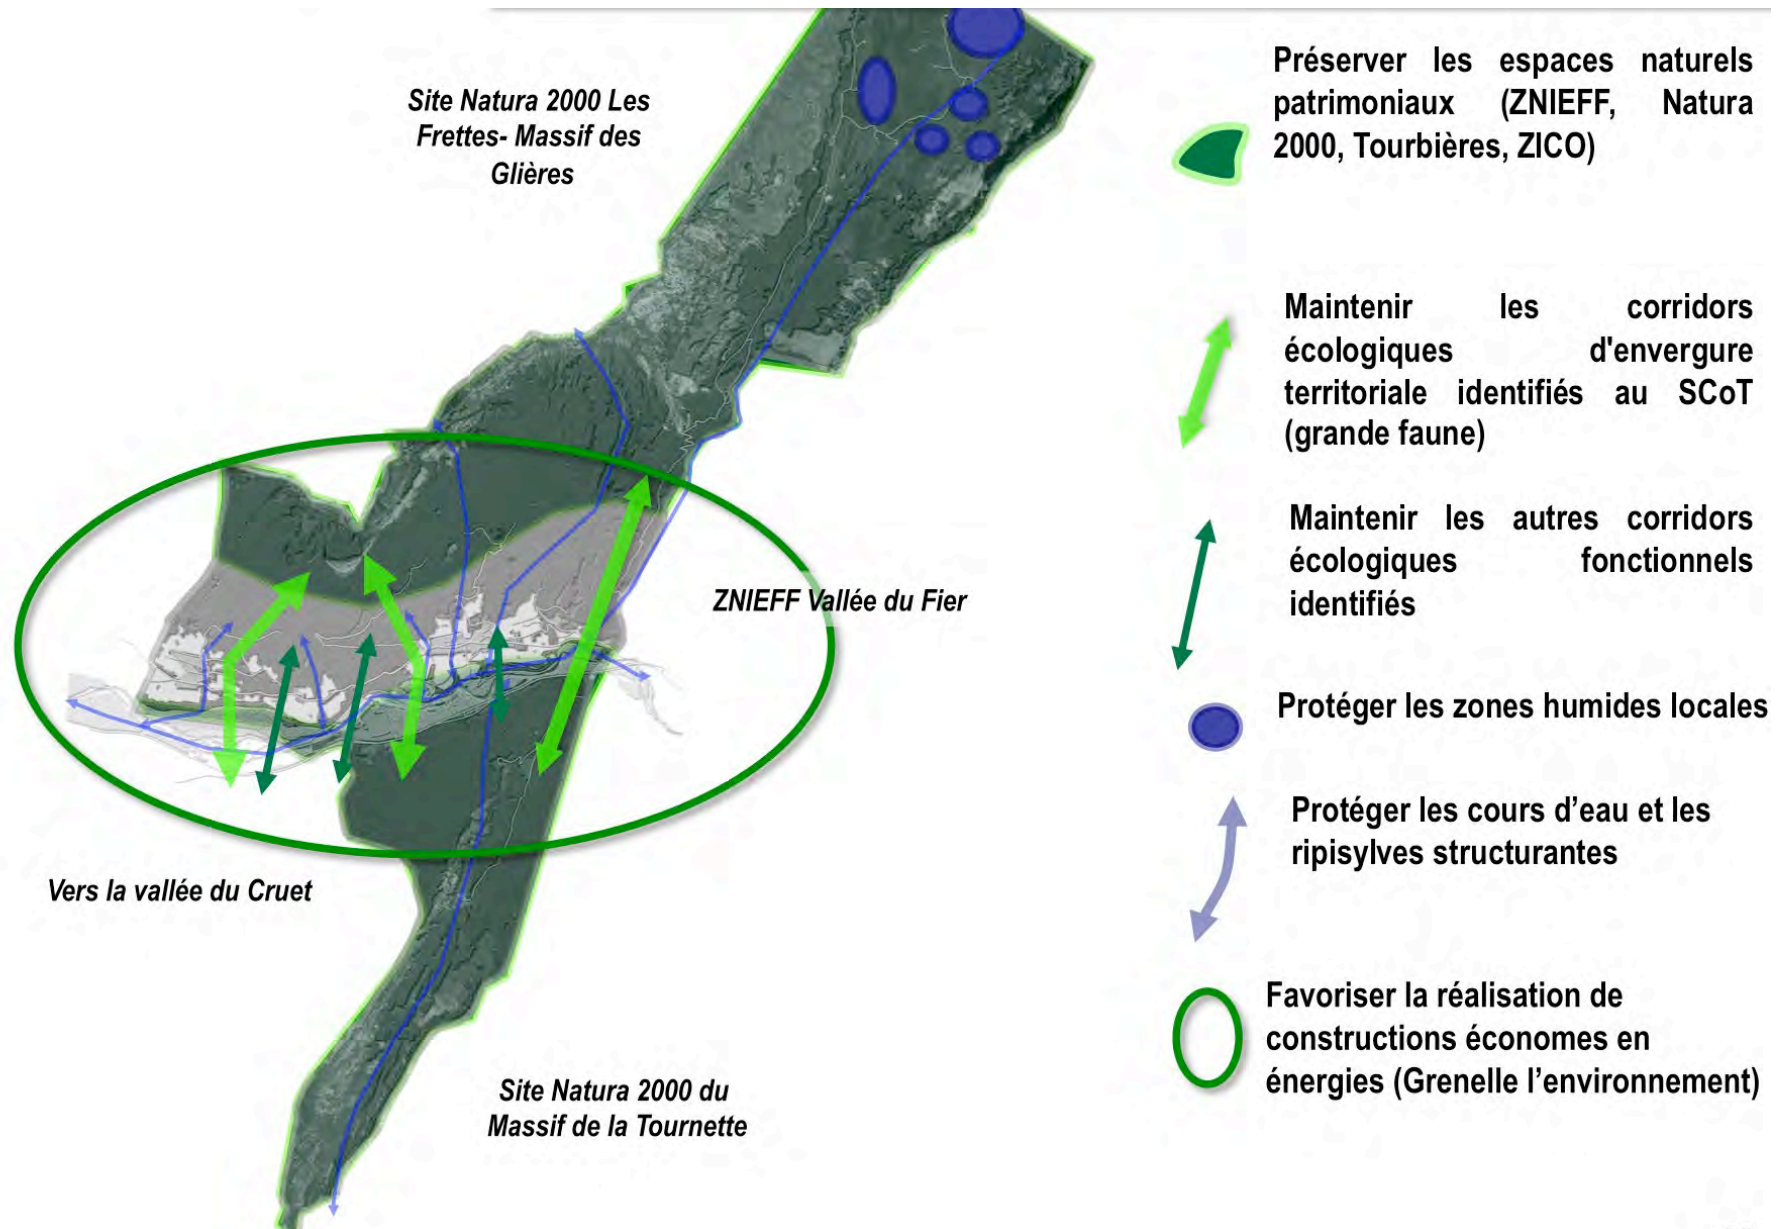 Site Natura 2000 Les
Frettes- Massif des
Glières
ZNIEFF Vallée du Fier
Vers la vallée du Cruet
Site Natura 2000 du
Massif de la Tournette
Préserver les espaces naturels
patrimoniaux (ZNIEFF, Natura
2000, Tourbières, ZICO)
Maintenir les corridors
écologiques d'envergure
territoriale identifiés au SCoT
(grande faune)
Maintenir les autres corridors
écologiques fonctionnels
identifiés
Protéger les zones humides locales
Protéger les cours d’eau et les
ripisylves structurantes
Favoriser la réalisation de
constructions économes en
énergies (Grenelle l’environnement)